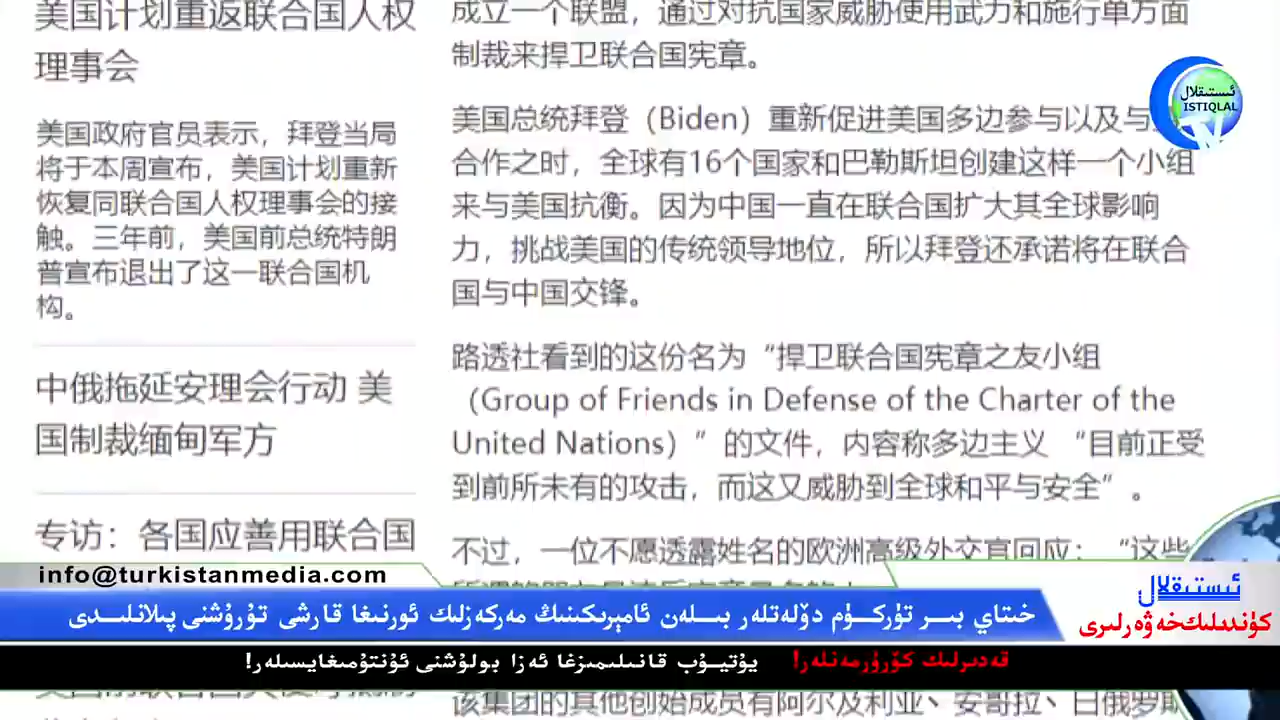 美国计划重返联合国人权
理事会
美国政府官员表示，拜登当局
将于本周宣布，美国计划重新
恢复同联合国人权理事会的接
触。三年前，美国前总统特朗
普宣布退出了这一联合国机
构。
中俄拖延安理会行动 美
国制裁缅甸军方
专访：各国应善用联合国
成立一个联盟，通过对抗国家威胁使用武力和施行单方面
制裁来捍卫联合国宪章。
美国总统拜登（Biden）重新促进美国多边参与以及与
合作之时，全球有16个国家和巴勒斯坦创建这样一个小组
来与美国抗衡。因为中国一直在联合国扩大其全球影响
力，挑战美国的传统领导地位，所以拜登还承诺将在联合
国与中国交锋。
路透社看到的这份名为“捍卫联合国宪章之友小组
（Group of Friends in Defense of the Charter of the
United Nations）”的文件，内容称多边主义 “目前正受
到前所未有的攻击，而这又威胁到全球和平与安全”。
不过，一位不愿透露姓名的欧洲高级外交官回应：“这些
该集团的其他创始成员有阿尔及利亚、安哥拉、白俄罗斯
ئىستىقلال
ISTIQLAL
info@turkistanmedia.com
ختاي بىر تۈركۈم دۆلەتلەر بىلەن ئامېرىكىنىڭ مەركەزلىك ئورنىغا قارشى تۇرۇشنى پىلانلىدى
ئىستىقلال
كۈندىلىك خەۋەرلىرى
قەدىرلىك كۆرۈرمەنلەر! يۇتيۇب قانىلىمىزغا ئەزا بولۇشنى ئۇنتۇمىغايسىلەر!